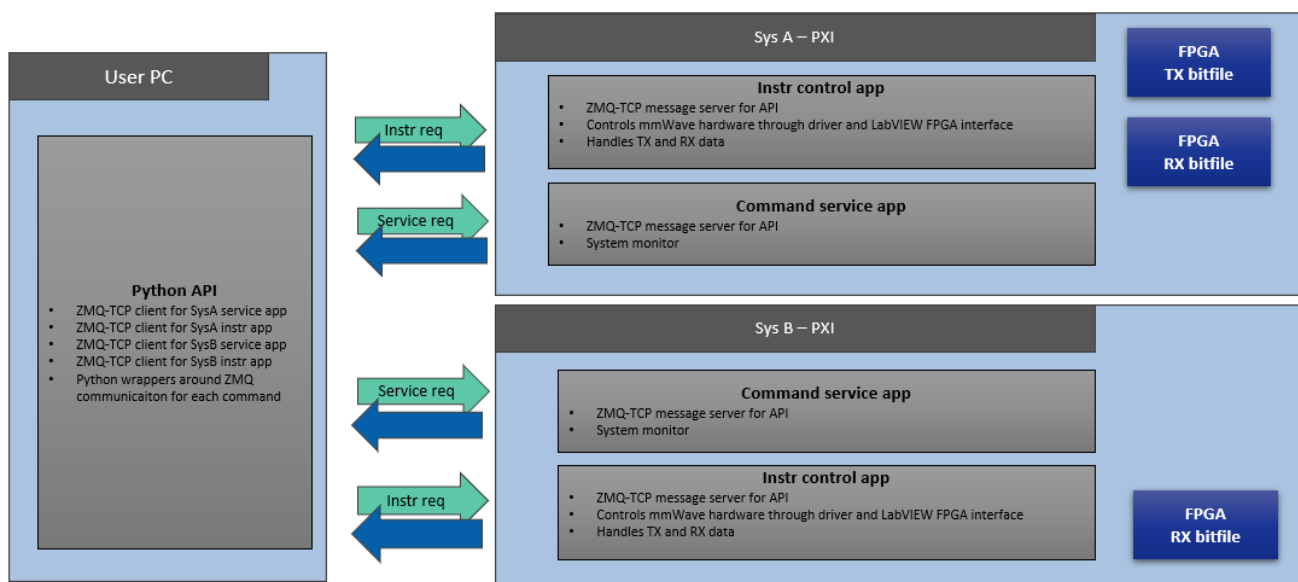 User PC
Python API
• ZMQ-TCP client for SysA service app
• ZMQ-TCP client for SysA instr app
• ZMQ-TCP client for SysB service app
• ZMQ-TCP client for SysB instr app
• Python wrappers around ZMQ
communicaiton for each command
Instr req
Service req
Service req
Instr req
Sys A – PXI
Instr control app
• ZMQ-TCP message server for API
• Controls mmWave hardware through driver and LabVIEW FPGA interface
• Handles TX and RX data
Command service app
• ZMQ-TCP message server for API
• System monitor
FPGA
TX bitfile
FPGA
RX bitfile
Sys B – PXI
Command service app
• ZMQ-TCP message server for API
• System monitor
Instr control app
• ZMQ-TCP message server for API
• Controls mmWave hardware through driver and LabVIEW FPGA interface
• Handles TX and RX data
FPGA
RX bitfile